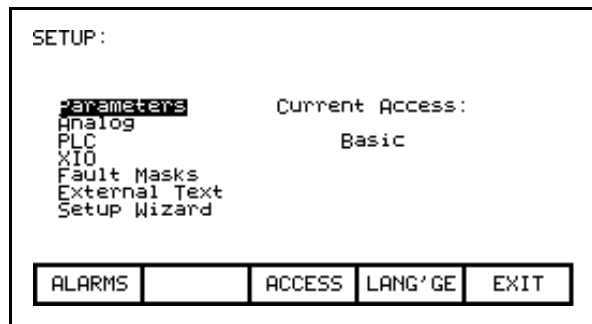 SETUP:
Parameters
Current Access:
Analog
PLC
Basic
XIO
Fault Masks
External Text
Setup Wizard
ALARMS ACCESS LANG'GE EXIT